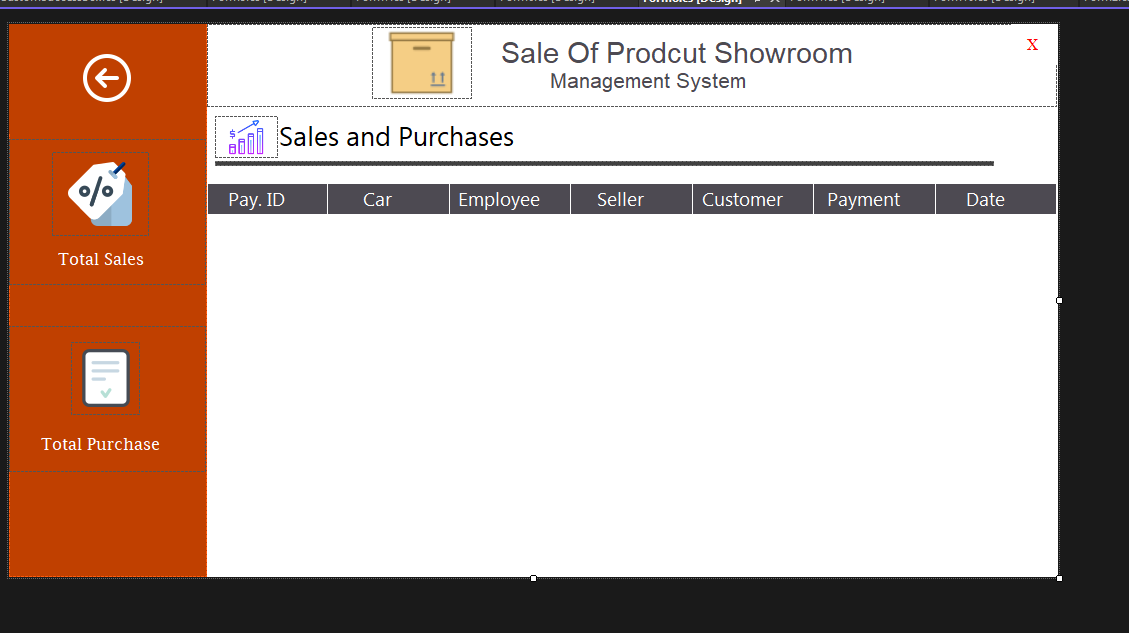 [Design]
Sale Of Prodcut Showroom
X
Management System
$
Sales and Purchases
Pay. ID Car Employee Seller Customer Payment Date
%
Total Sales
Total Purchase